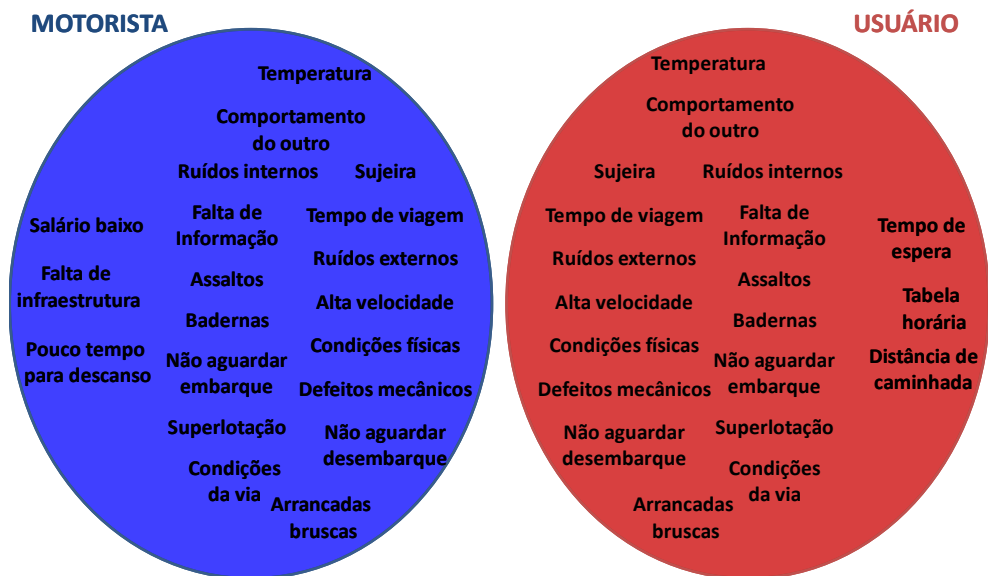 MOTORISTA
Temperatura
Comportamento
do outro
Ruídos internos
Sujeira
Salário baixo
Falta de
infraestrutura
Pouco tempo
para descanso
Falta de
Informação
Assaltos
Badernas
Não aguardar
embarque
Superlotação
Condições
da via
Tempo de viagem
Ruídos externos
Alta velocidade
Condições físicas
Defeitos mecânicos
Não aguardar
desembarque
Arrancadas
bruscas
USUÁRIO
Temperatura
Comportamento
do outro
Sujeira
Ruídos internos
Tempo de viagem
Ruídos externos
Alta velocidade
Condições físicas
Defeitos mecânicos
Não aguardar
desembarque
Arrancadas
bruscas
Falta de
Informação
Assaltos
Badernas
Não aguardar
embarque
Superlotação
Condições
da via
Tempo de
espera
Tabela
horária
Distância de
caminhada